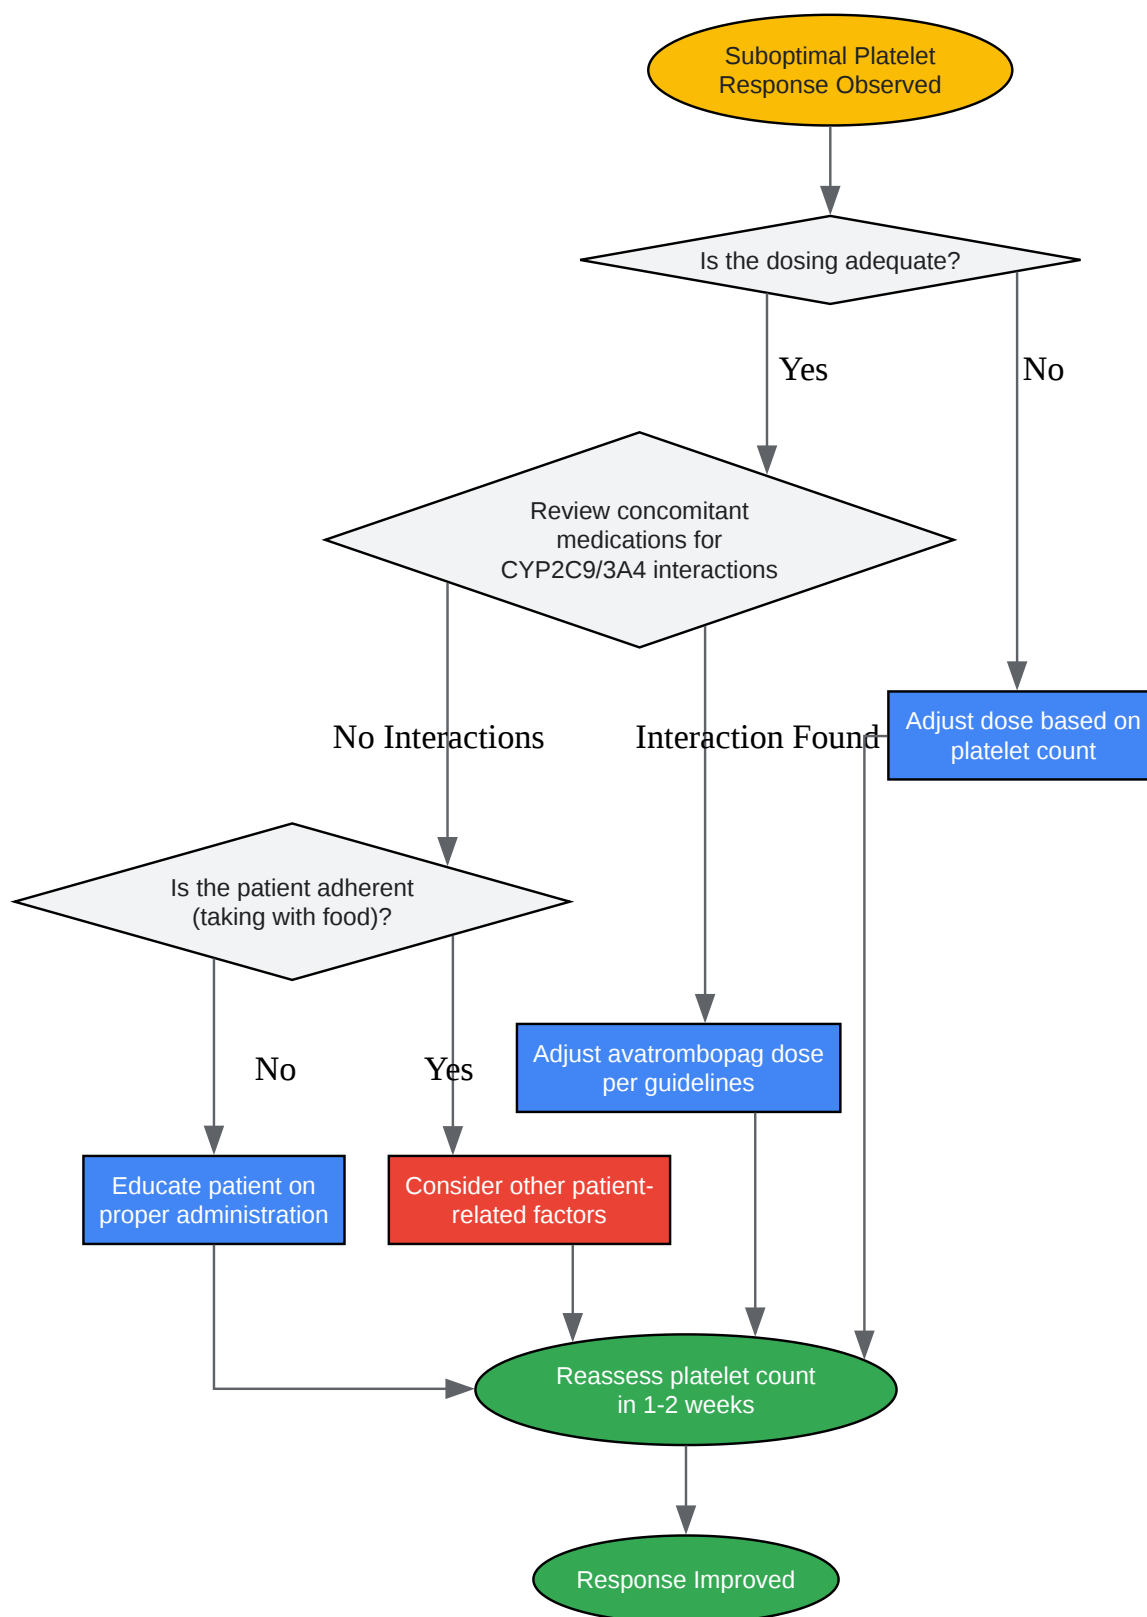 Suboptimal Platelet
Response Observed
Is the dosing adequate?
Yes
No
Review concomitant
medications for
CYP2C9/3A4 interactions
No Interactions
Interaction Found
Adjust dose based on
platelet count
Is the patient adherent
(taking with food)?
No
Yes
Adjust avatrombopag dose
per guidelines
Educate patient on
proper administration
Consider other patient-
related factors
Reassess platelet count
in 1-2 weeks
Response Improved